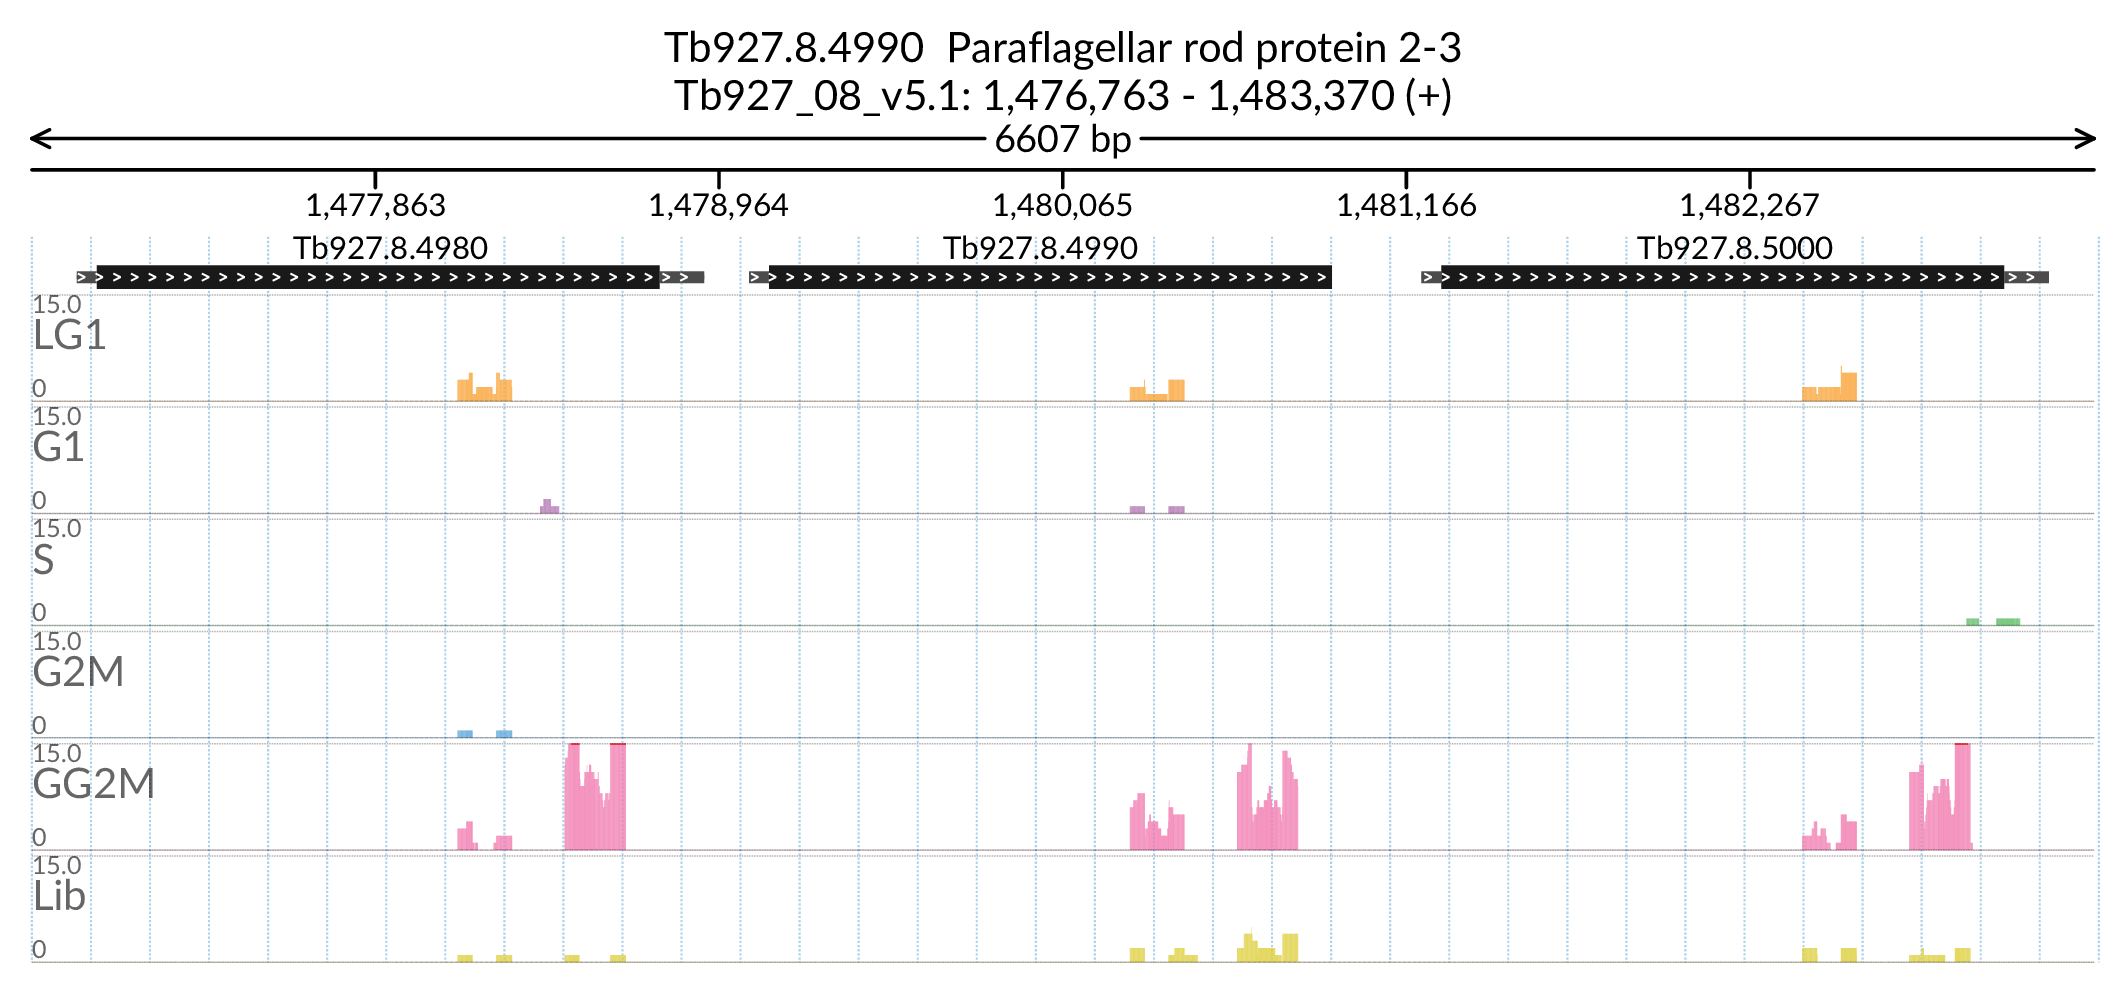 Tb927.8.4990 Paraflagellar rod protein 2-3
Tb927_08_v5.1: 1,476,763 - 1,483,370 (+)
6607 bp
1,477,863 1,478,964 1,480,065 1,481,166 1,482,267
Tb927.8.4980 Tb927.8.4990 Tb927.8.5000
15.0
LG1
0
15.0
G1
0
15.0
S
0
15.0
G2M
0
15.0
GG2M
0
15.0
Lib
0